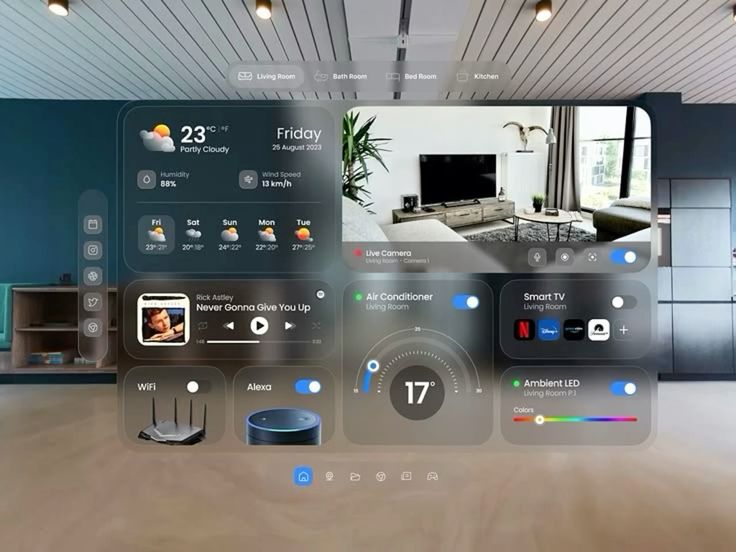 Living Room
Bath Room
Bed Room
Kitchen
23°C | °F
Partly Cloudy
Friday
25 August 2023
Humidity
88%
Wind Speed
13 km/h
Fri
Sat
Sun
Mon
Tue
23°/21°
20°/18°
24°/22°
22°/20°
27°/25°
Live Camera
Living Room - Camera 1
Rick Astley
Never Gonna Give You Up
1:48
Air Conditioner
Living Room
25
15
30
17°
Smart TV
Living Room
N
Disney+
WiFi
Alexa
Ambient LED
Living Room P.1
Colors